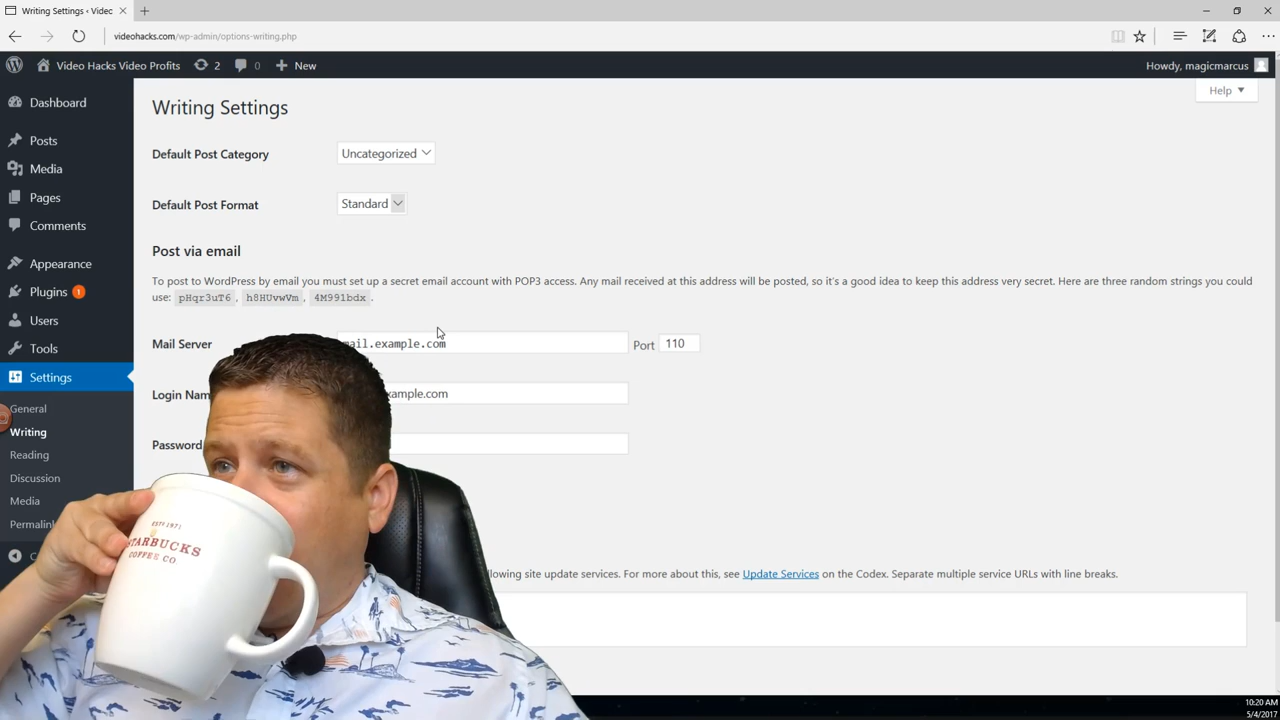 Writing Settings ‹ Video
videohacks.com/wp-admin/options-writing.php
Video Hacks Video Profits 2 0 New Howdy, magicmarcus
Help
Dashboard
Posts
Media
Pages
Comments
Appearance
Plugins 1
Users
Tools
Settings
General
Writing
Reading
Discussion
Media
Writing Settings
Default Post Category Uncategorized
Default Post Format Standard
Post via email
To post to WordPress by email you must set up a secret email account with POP3 access. Any mail received at this address will be posted, so it's a good idea to keep this address very secret. Here are three random strings you could
use: pHqr3uT6, h8HUvwVm, 4M991bdx.
Mail Server mail.example.com Port 110
Login Nam xample.com
Password
lowing site update services. For more about this, see Update Services on the Codex. Separate multiple service URLs with line breaks.
ESTD 1971
STARBUCKS
COFFEE CO.
10:20 AM
5/4/2017